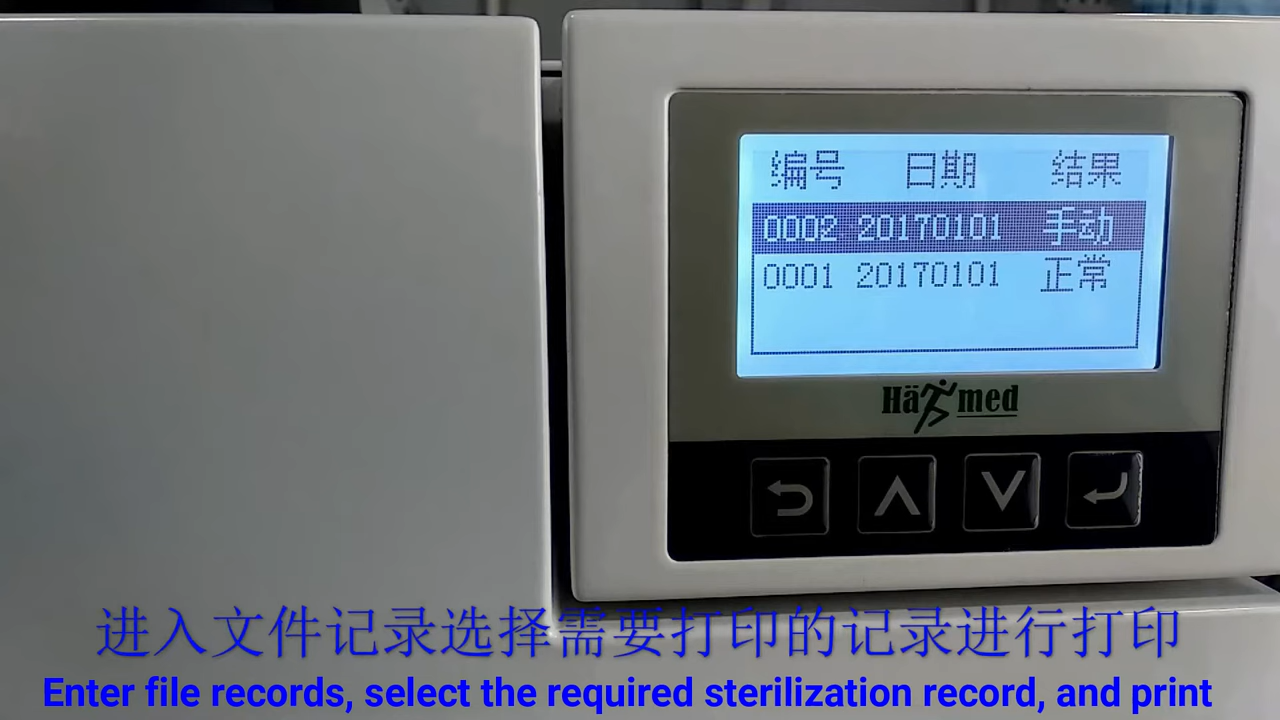 编号 日期 结果
0002 20170101 手动
0001 20170101 正常
Hä med
进入文件记录选择需要打印的记录进行打印
Enter file records, select the required sterilization record, and print